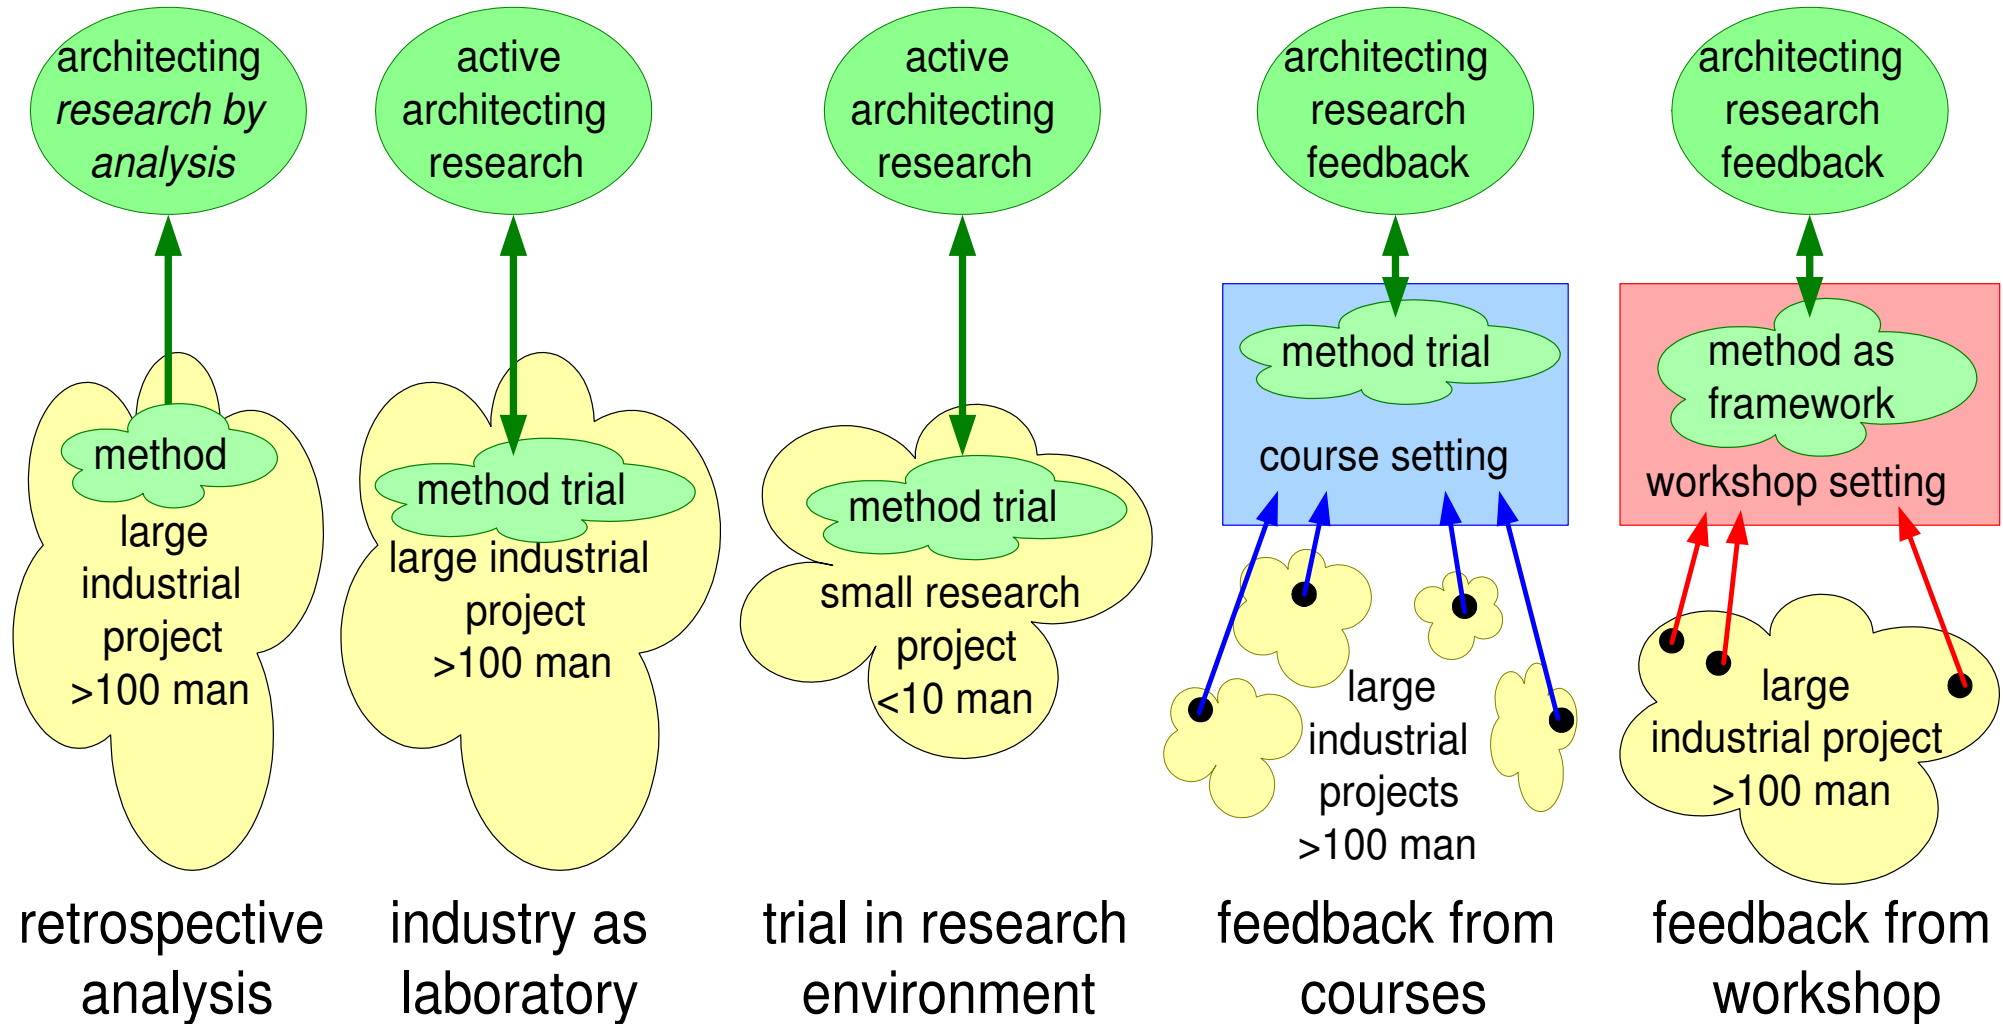 architecting
research by
analysis
method
large
industrial
project
>100 man
retrospective
analysis
active
architecting
research
method trial
large industrial
project
>100 man
industry as
laboratory
active
architecting
research
method trial
small research
project
<10 man
trial in research
environment
architecting
research
feedback
method trial
course setting
large
industrial
projects
>100 man
feedback from
courses
architecting
research
feedback
method as
framework
workshop setting
large
industrial project
>100 man
feedback from
workshop